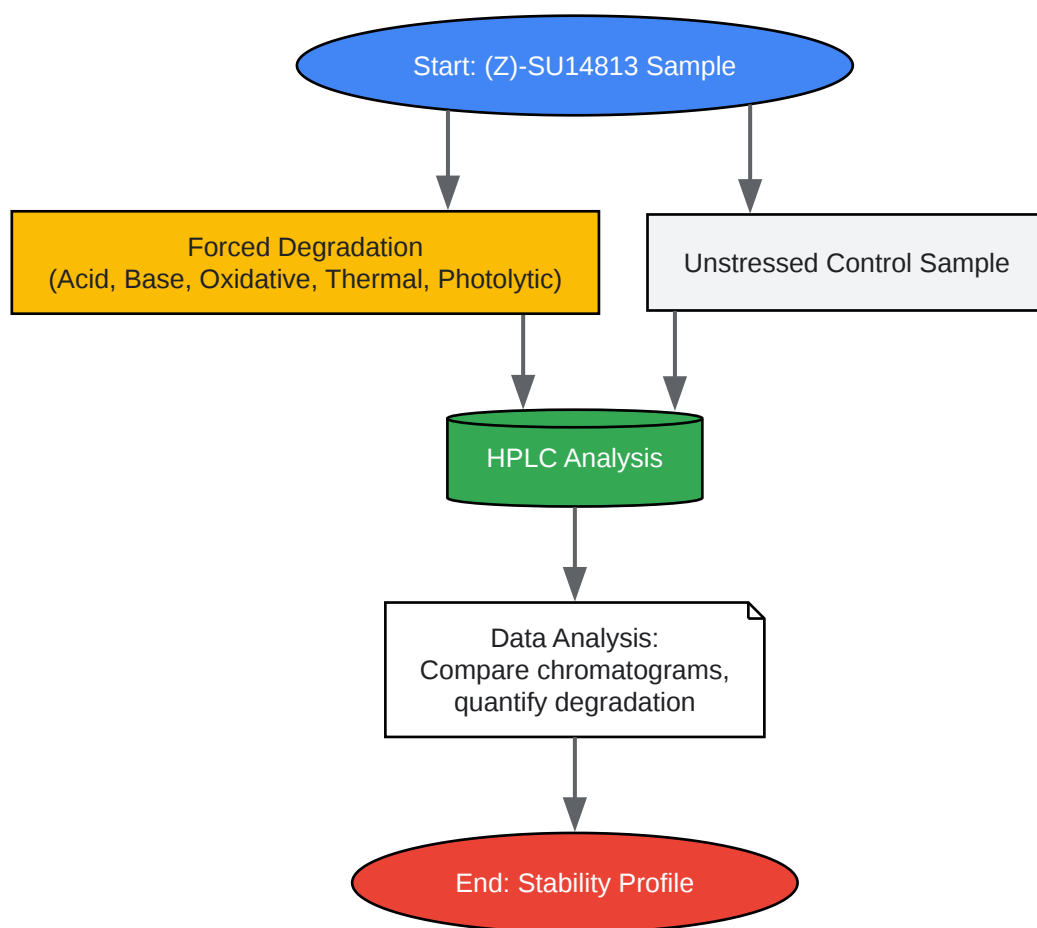 Start: (Z)-SU14813 Sample
Forced Degradation
(Acid, Base, Oxidative, Thermal, Photolytic)
Unstressed Control Sample
HPLC Analysis
Data Analysis:
Compare chromatograms,
quantify degradation
End: Stability Profile